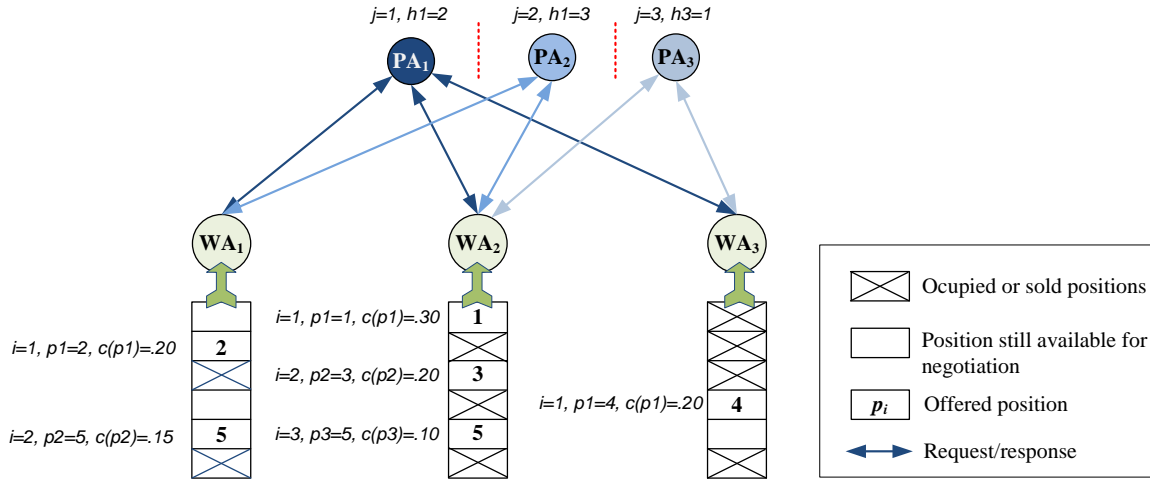 j=1, h1=2
j=2, h1=3
j=3, h3=1
PA1
PA2
PA3
WA1
WA2
WA3
i=1, p1=2, c(p1)=.20
2
i=2, p2=5, c(p2)=.15
5
i=1, p1=1, c(p1)=.30
1
i=2, p2=3, c(p2)=.20
3
i=3, p3=5, c(p3)=.10
5
i=1, p1=4, c(p1)=.20
4
Ocupied or sold positions
Position still available for
negotiation
pi
Offered position
Request/response